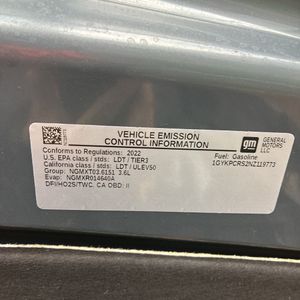 VEHICLE EMISSION
CONTROL INFORMATION
gm GENERAL MOTORS LLC
Conforms to Regulations: 2022
Fuel: Gasoline
U.S. EPA class / stds: LDT / TIER3
1GYKPCRS2NZ119773
California class / stds: LDT / ULEV50
Group: NGMXT03.6151 3.6L
Evap: NGMXR014640A
DFI/HO2S/TWC, CA OBD: II